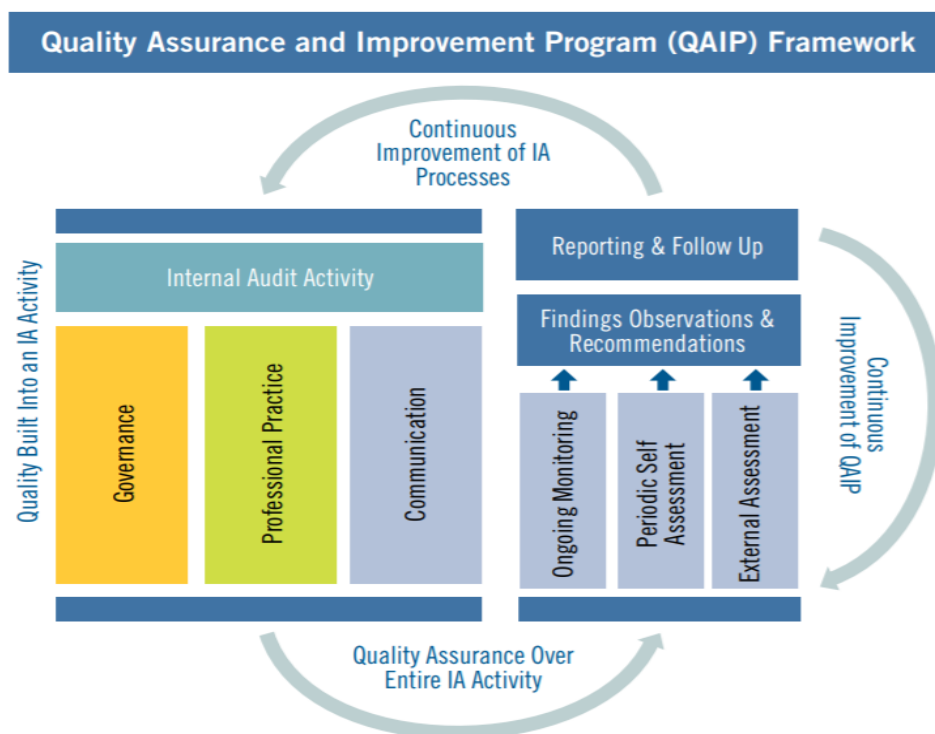 Quality Assurance and Improvement Program (QAIP) Framework
Continuous
Improvement of IA
Processes
Quality Built Into an IA Activity
Internal Audit Activity
Governance
Professional Practice
Communication
Reporting & Follow Up
Findings Observations &
Recommendations
Ongoing Monitoring
Periodic Self
Assessment
External Assessment
Continuous
Improvement of QAIP
Quality Assurance Over
Entire IA Activity